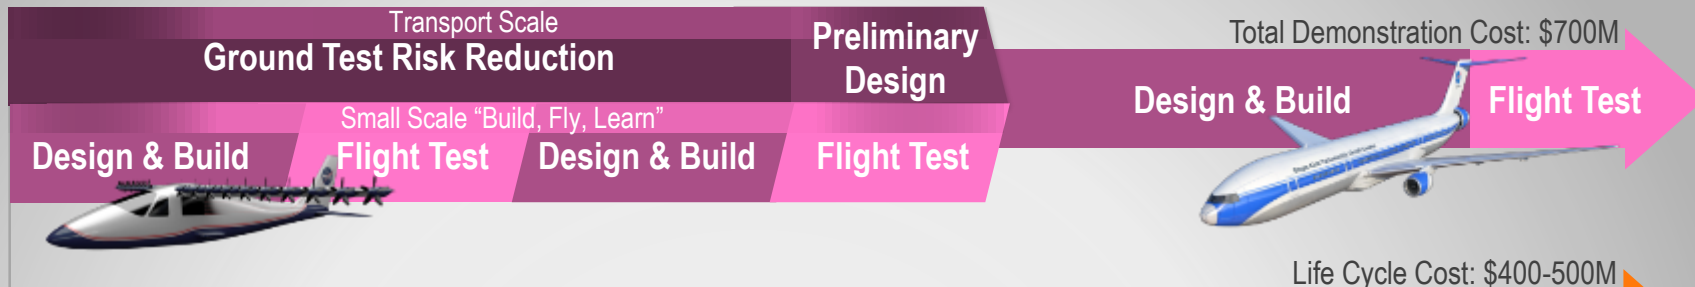 Transport Scale
Ground Test Risk Reduction
Preliminary
Design
Total Demonstration Cost: $700M
Design & Build
Flight Test
Small Scale “Build, Fly, Learn”
Design & Build
Flight Test
Design & Build
Flight Test
Life Cycle Cost: $400-500M